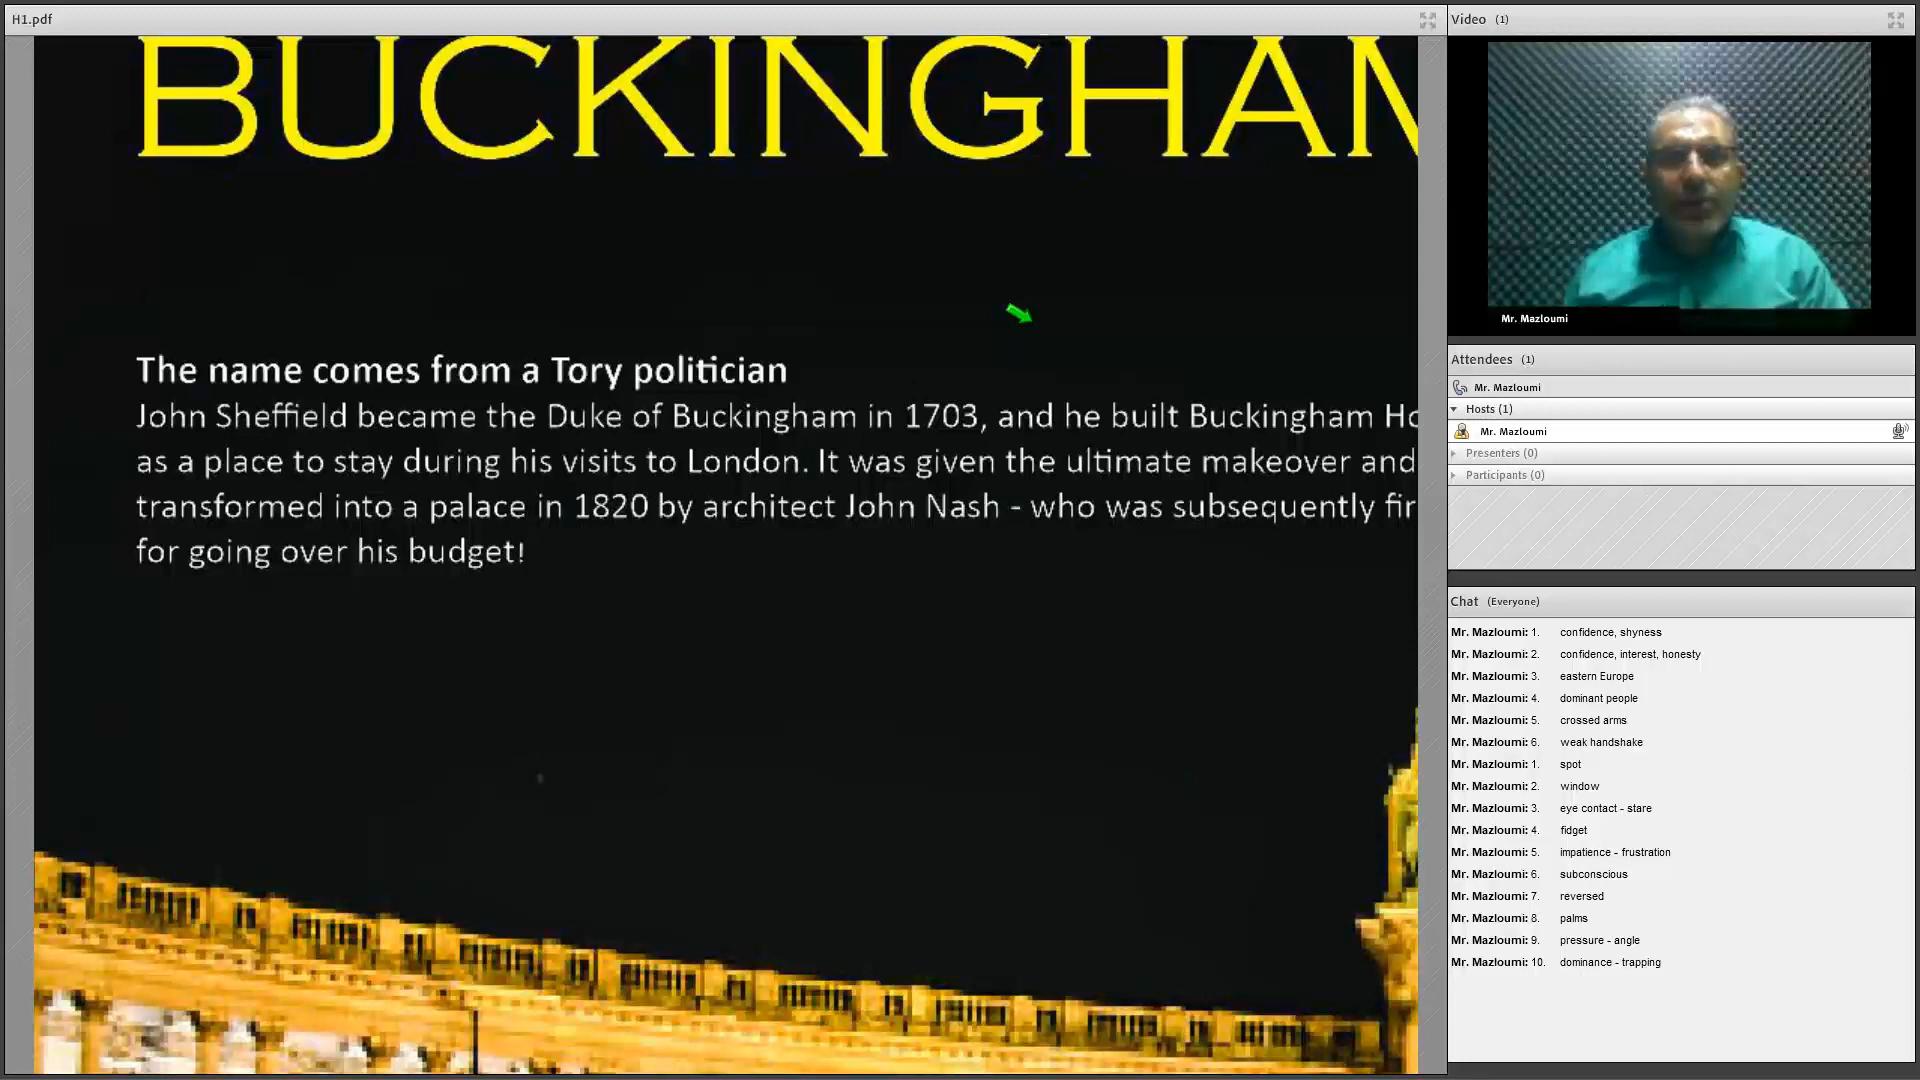 H1.pdf
BUCKINGHAM
The name comes from a Tory politician
John Sheffield became the Duke of Buckingham in 1703, and he built Buckingham
as a place to stay during his visits to London. It was given the ultimate makeover and
transformed into a palace in 1820 by architect John Nash - who was subsequently
for going over his budget!
Video (1)
Mr. Mazloumi
Attendees (1)
Mr. Mazloumi
Hosts (1)
Mr. Mazloumi
Presenters (0)
Participants (0)
Chat (Everyone)
Mr. Mazloumi: 1. confidence, shyness
Mr. Mazloumi: 2. confidence, interest, honesty
Mr. Mazloumi: 3. eastern Europe
Mr. Mazloumi: 4. dominant people
Mr. Mazloumi: 5. crossed arms
Mr. Mazloumi: 6. weak handshake
Mr. Mazloumi: 1. spot
Mr. Mazloumi: 2. window
Mr. Mazloumi: 3. eye contact - stare
Mr. Mazloumi: 4. fidget
Mr. Mazloumi: 5. impatience - frustration
Mr. Mazloumi: 6. subconscious
Mr. Mazloumi: 7. reversed
Mr. Mazloumi: 8. palms
Mr. Mazloumi: 9. pressure - angle
Mr. Mazloumi: 10. dominance - trapping